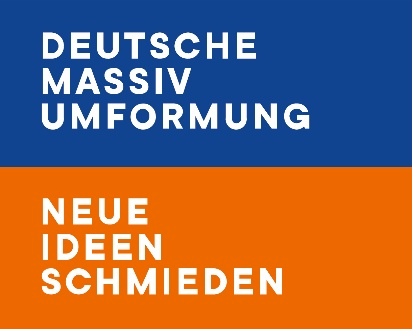 DEUTSCHE
MASSIV
UMFORMUNG
NEUE
IDEEN
SCHMIEDEN